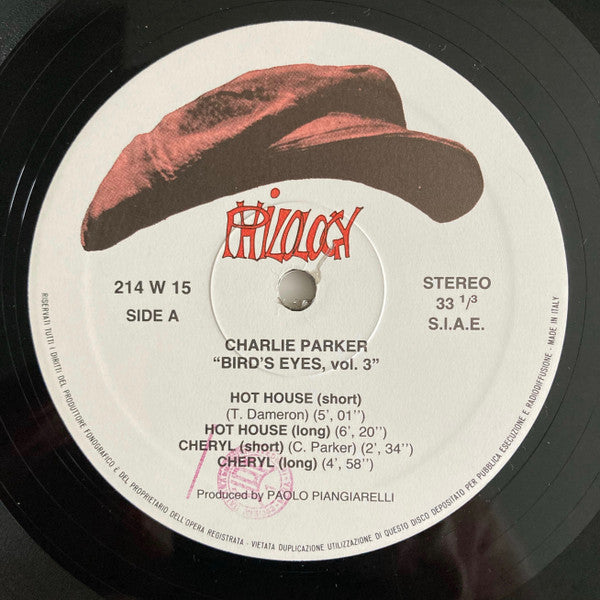 PHILOLOGY
214 W 15
SIDE A
STEREO
33 1/3
S.I.A.E.
CHARLIE PARKER
“BIRD'S EYES, vol. 3”
HOT HOUSE (short)
(T. Dameron) (5', 01'')
HOT HOUSE (long) (6', 20'')
CHERYL (short) (C. Parker) (2', 34'')
CHERYL (long) (4', 58'')
Produced by PAOLO PIANGIARELLI
RISERVATI TUTTI I DIRITTI DEL PRODUTTORE FONOGRAFICO E DEL PROPRIETARIO DELL'OPERA REGISTRATA - VIETATA DUPLICAZIONE UTILIZZAZIONE DI QUESTO DISCO DEPOSITATO PER PUBBLICA ESECUZIONE E RADIODIFFUSIONE - MADE IN ITALY